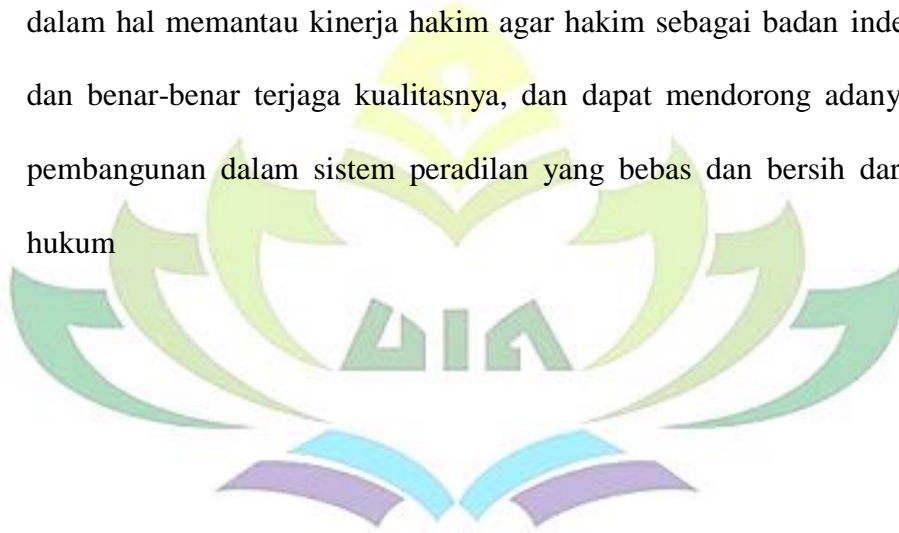 dalam hal memantau kinerja hakim agar hakim sebagai badan inde
dan benar-benar terjaga kualitasnya, dan dapat mendorong adany
pembangunan dalam sistem peradilan yang bebas dan bersih dar
hukum
UIN